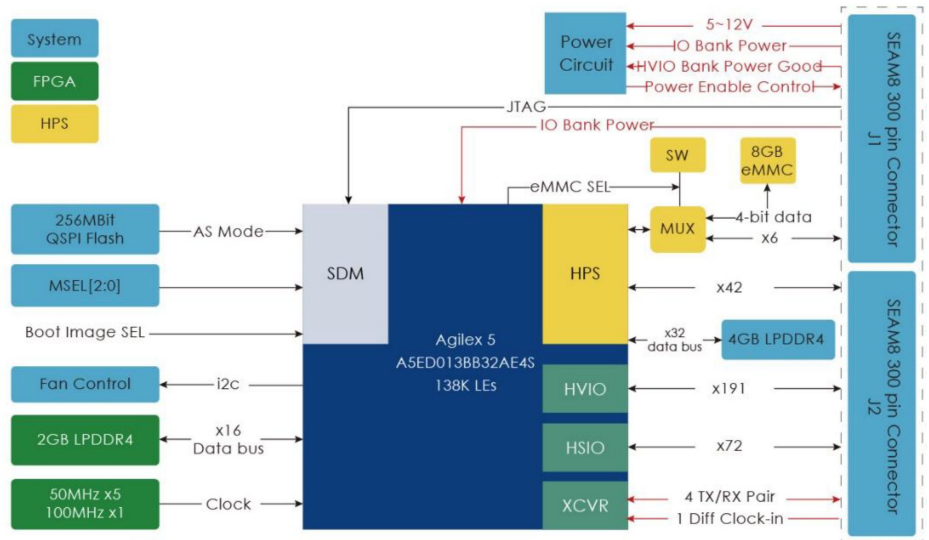 System
FPGA
HPS
Power
Circuit
5~12V
IO Bank Power
HVIO Bank Power Good
Power Enable Control
SEAM8 300 pin Connector
J1
JTAG
IO Bank Power
SW
8GB
eMMC
eMMC SEL
MUX
4-bit data
x6
256MBit
QSPI Flash
AS Mode
SDM
HPS
MSEL[2:0]
x42
Boot Image SEL
Agilex 5
A5ED013BB32AE4S
138K LEs
x32
data bus
4GB LPDDR4
SEAM8 300 pin Connector
J2
Fan Control
i2c
HVIO
x191
2GB LPDDR4
x16
Data bus
HSIO
x72
50MHz x5
100MHz x1
Clock
XCVR
4 TX/RX Pair
1 Diff Clock-in